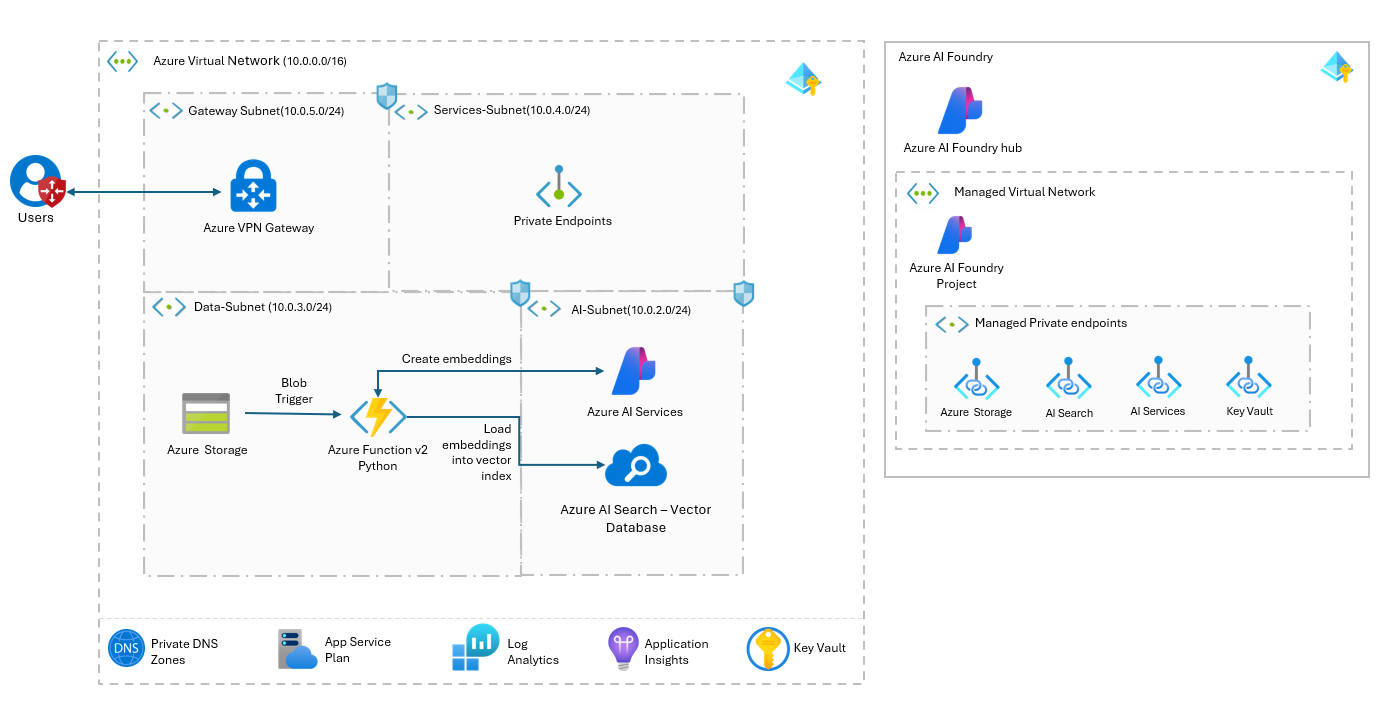 Azure Virtual Network (10.0.0.0/16)
Gateway Subnet(10.0.5.0/24)
Services-Subnet(10.0.4.0/24)
Users
Azure VPN Gateway
Private Endpoints
Data-Subnet (10.0.3.0/24)
AI-Subnet(10.0.2.0/24)
Create embeddings
Blob
Trigger
Azure AI Services
Azure Storage
Azure Function v2
Python
Load
embeddings
into vector
index
Azure AI Search – Vector
Database
DNS
Private DNS
Zones
App Service
Plan
Log
Analytics
Application
Insights
Key Vault
Azure AI Foundry
Azure AI Foundry hub
Managed Virtual Network
Azure AI Foundry
Project
Managed Private endpoints
Azure Storage
AI Search
AI Services
Key Vault